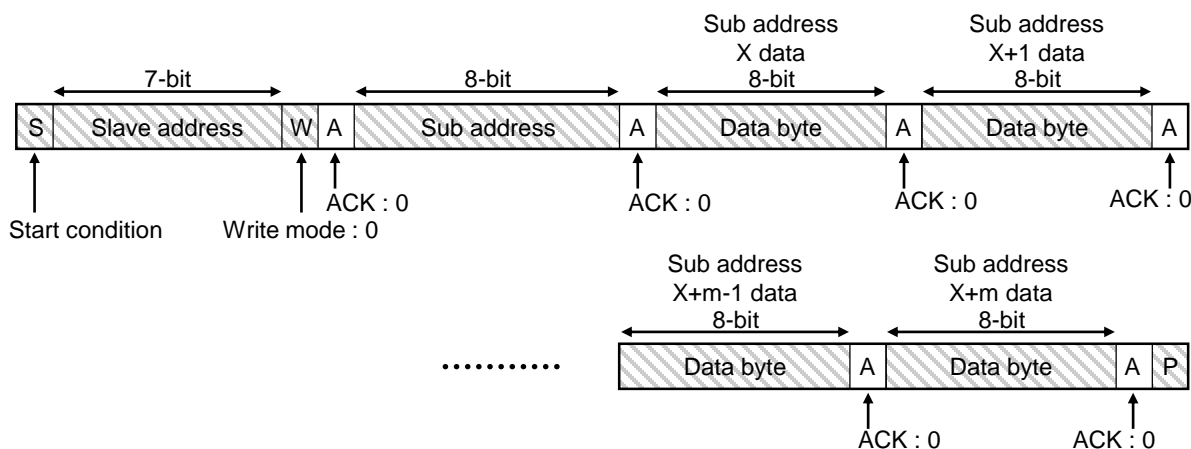 Sub address
X data
Sub address
X+1 data
7-bit
8-bit
8-bit
8-bit
S Slave address W A Sub address A Data byte A Data byte A
ACK : 0
ACK : 0
ACK : 0
ACK : 0
Start condition
Write mode : 0
Sub address
X+m-1 data
Sub address
X+m data
8-bit
8-bit
Data byte A Data byte A P
ACK : 0
ACK : 0